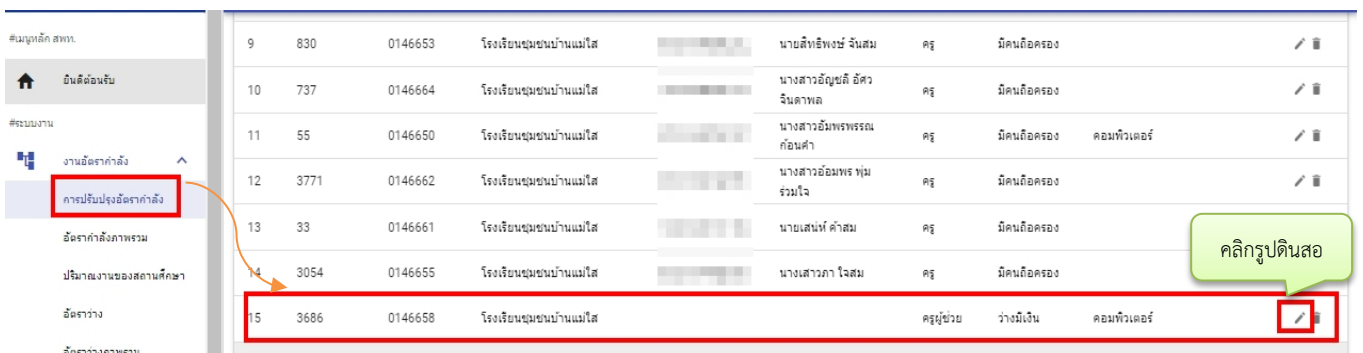 #เมนูหลัก สพท.
ยินดีต้อนรับ
#ระบบงาน
งานอัตรากำลัง
การปรับปรุงอัตรากำลัง
อัตรากำลังภาพรวม
ปริมาณงานของสถานศึกษา
อัตราว่าง
อัตราว่างภาพรวม
9 830 0146653 โรงเรียนชุมชนบ้านแม่ใส นายสิทธิพงษ์ จันสม ครู มีคนถือครอง
10 737 0146664 โรงเรียนชุมชนบ้านแม่ใส นางสาวอัญชลี อัศว ครู มีคนถือครอง
จินดาพล
11 55 0146650 โรงเรียนชุมชนบ้านแม่ใส นางสาวอัมพรพรรณ ครู มีคนถือครอง คอมพิวเตอร์
ก้อนคำ
12 3771 0146662 โรงเรียนชุมชนบ้านแม่ใส นางสาวอ้อมพร พุ่ม ครู มีคนถือครอง
ร่วมใจ
13 33 0146661 โรงเรียนชุมชนบ้านแม่ใส นายเสน่ห์ คำสม ครู มีคนถือครอง
14 3054 0146655 โรงเรียนชุมชนบ้านแม่ใส นางเสาวภา ใจสม ครู มีคนถือครอง
15 3686 0146658 โรงเรียนชุมชนบ้านแม่ใส ครูผู้ช่วย ว่างมีเงิน คอมพิวเตอร์
คลิกรูปดินสอ